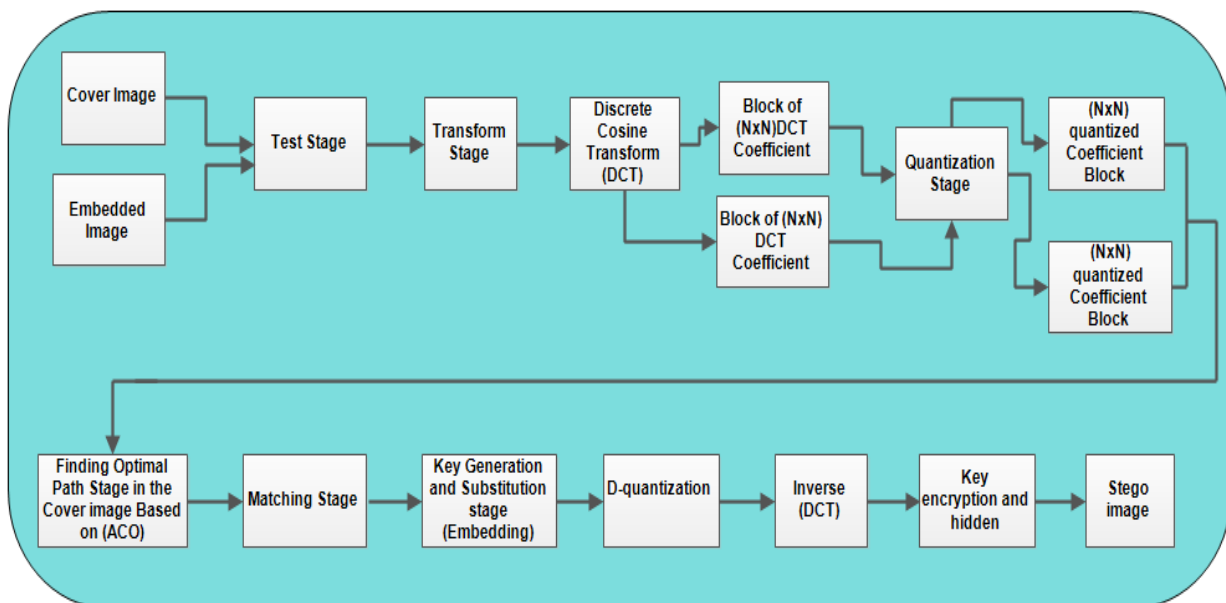 Cover Image
Embedded
Image
Test Stage
Transform
Stage
Discrete
Cosine
Transform
(DCT)
Block of
(NxN)DCT
Coefficient
Block of (NxN)
DCT
Coefficient
Quantization
Stage
(NxN)
quantized
Coefficient
Block
(NxN)
quantized
Coefficient
Block
Finding Optimal
Path Stage in the
Cover image Based
on (ACO)
Matching Stage
Key Generation
and Substitution
stage
(Embedding)
D-quantization
Inverse
(DCT)
Key
encryption and
hidden
Stego
image